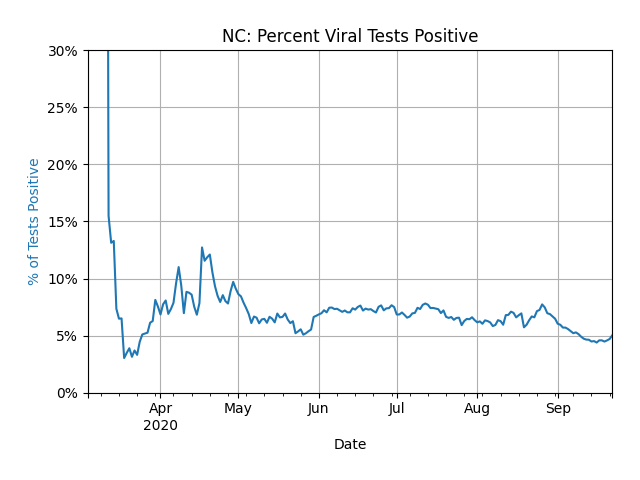 NC: Percent Viral Tests Positive
30%
25%
20%
15%
10%
5%
0%
% of Tests Positive
Apr May Jun Jul Aug Sep
2020
Date